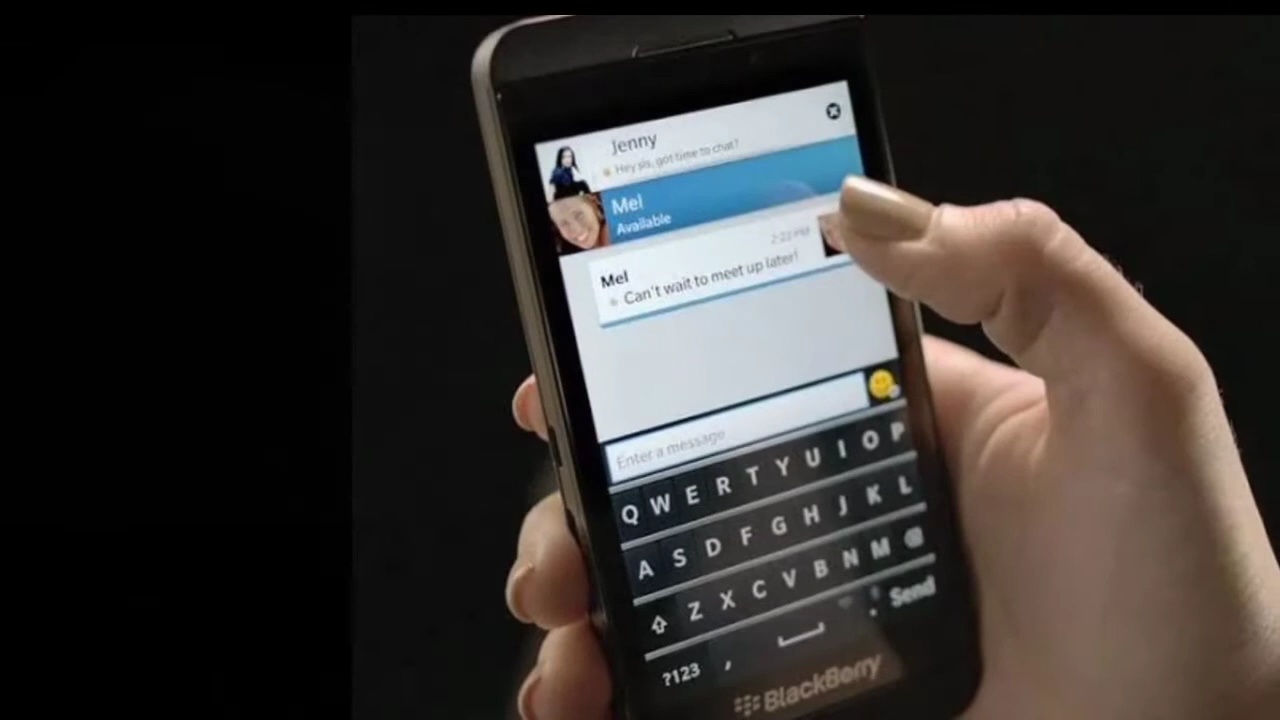 Jenny
Hey sis, got time to chat?
Mel
Available
2:22 PM
Mel
Can't wait to meet up later!
Enter a message
Q W E R T Y U I O P
A S D F G H J K L
Z X C V B N M
?123 , . Send
BlackBerry